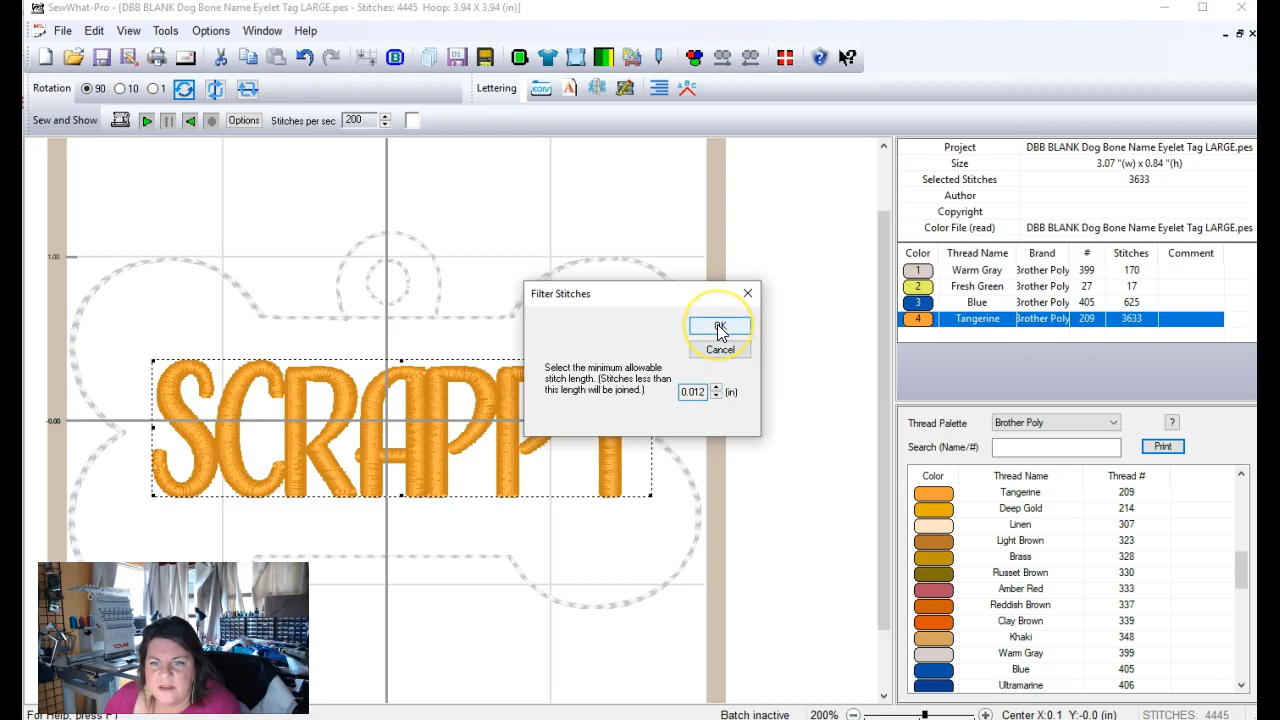 SewWhat-Pro - [DBB BLANK Dog Bone Name Eyelet Tag LARGE.pes - Stitches: 4445 Hoop: 3.94 x 3.94 (in)]
File Edit View Tools Options Window Help
Rotation 90 10 1 Lettering
Sew and Show Options Stitches per sec 200
Project DBB BLANK Dog Bone Name Eyelet Tag LARGE.pes
Size 3.07 "(w) x 0.84 "(h)
Selected Stitches 3633
Author
Copyright
Color File (read) DBB BLANK Dog Bone Name Eyelet Tag LARGE.pes
Color Thread Name Brand # Stitches Comment
1 Warm Gray Brother Poly 399 170
2 Fresh Green Brother Poly 27 17
3 Blue Brother Poly 405 625
4 Tangerine Brother Poly 209 3633
1.00
-0.00
SCRAPPY
Filter Stitches
OK
Cancel
Select the minimum allowable
stitch length. (Stitches less than
this length will be joined.)
0.012 (in)
Thread Palette Brother Poly ?
Search (Name/#) Print
Color Thread Name Thread #
Tangerine 209
Deep Gold 214
Linen 307
Light Brown 323
Brass 328
Russet Brown 330
Amber Red 333
Reddish Brown 337
Clay Brown 339
Khaki 348
Warm Gray 399
Blue 405
Ultramarine 406
For Help, press F1
Batch inactive 200% Center X:0.1 Y:-0.0 (in) STITCHES: 4445